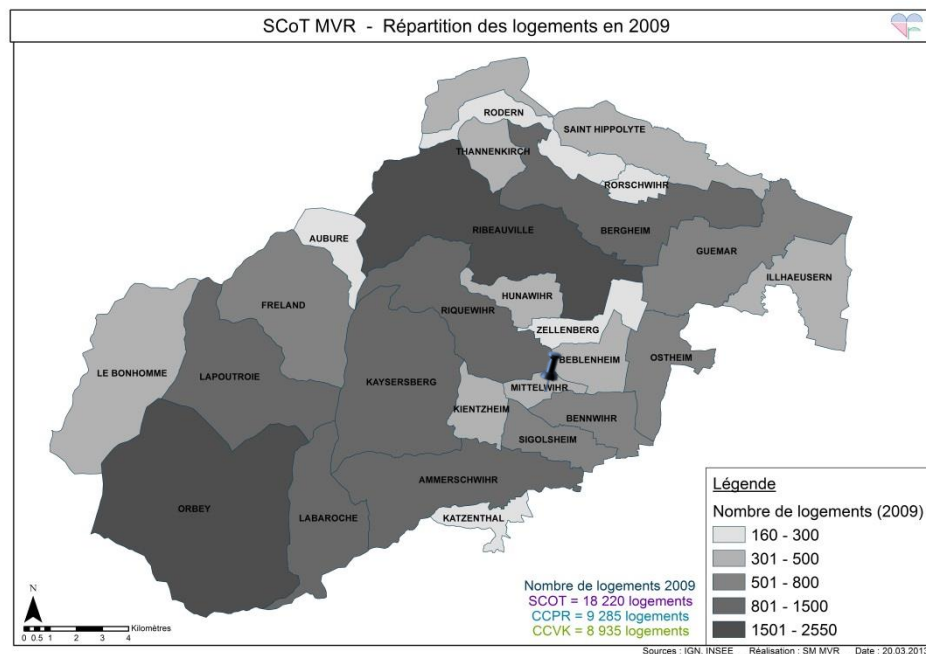 SCoT MVR - Répartition des logements en 2009
RODERN
SAINT HIPPOLYTE
THANNENKIRCH
RORSCHWIHR
RIBEAUVILLE
BERGHEIM
AUBURE
GUEMAR
ILLHAEUSERN
FRELAND
HUNAWIHR
RIQUEWIHR
ZELLENBERG
LE BONHOMME
LAPOUTROIE
BEBLENHEIM
OSTHEIM
KAYSERSBERG
MITTELWIHR
KIENTZHEIM
BENNWIHR
SIGOLSHEIM
AMMERSCHWIHR
ORBEY
LABAROCHE
KATZENTHAL
Légende
Nombre de logements (2009)
160 - 300
301 - 500
501 - 800
801 - 1500
1501 - 2550
Nombre de logements 2009
SCOT = 18 220 logements
CCPR = 9 285 logements
CCVK = 8 935 logements
N
Kilomètres
0 0.5 1 2 3 4
Sources : IGN, INSEE Réalisation : SM MVR Date : 20.03.2013